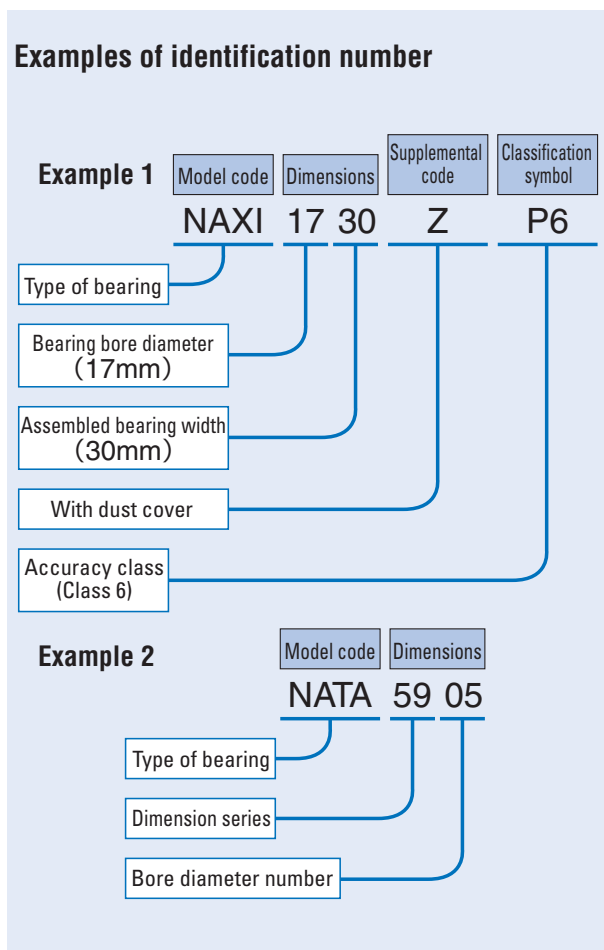 Examples of identification number
Supplemental code
Classification symbol
Example 1
Model code
Dimensions
NAXI 17 30 Z P6
Type of bearing
Bearing bore diameter
(17mm)
Assembled bearing width
(30mm)
With dust cover
Accuracy class
(Class 6)
Example 2
Model code
Dimensions
NATA 59 05
Type of bearing
Dimension series
Bore diameter number